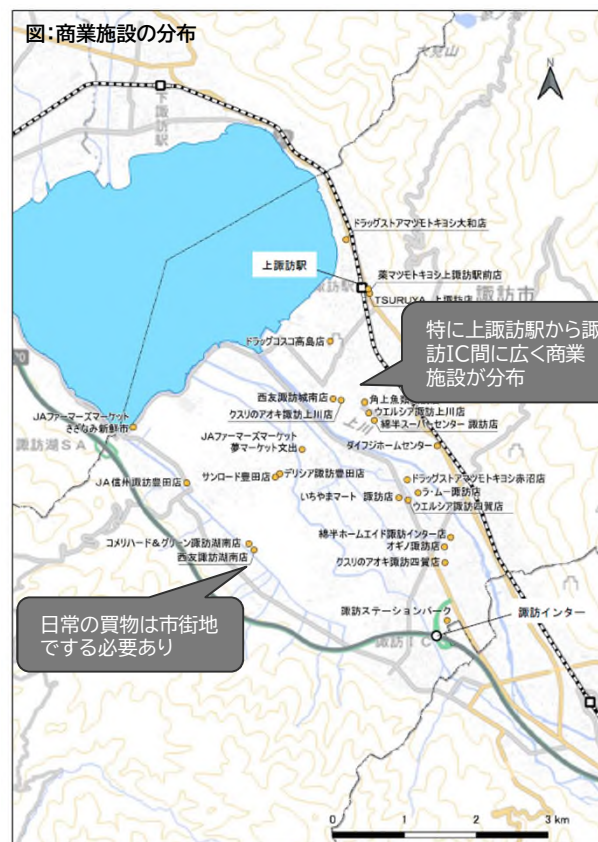 図:商業施設の分布
大見山
N
下諏訪駅
ドラッグストアマツモトキヨシ大和店
上諏訪駅
薬マツモトキヨシ上諏訪駅前店
諏訪駅
TSURUYA 上諏訪店
諏訪市
特に上諏訪駅から諏
訪IC間に広く商業
施設が分布
ドラッグコスコ高島店
西友諏訪城南店
クスリのアオキ諏訪上川店
上川
角上魚類
ウエルシア諏訪上川店
綿半スーパーセンター 諏訪店
JAファーマーズマーケット
さざなみ新鮮市
諏訪湖SA
JAファーマーズマーケット
夢マーケット文出
ダイフジホームセンター
サンロード豊田店
デリシア諏訪豊田店
JA信州諏訪豊田店
ドラッグストアマツモトキヨシ赤沼店
ラ・ムー諏訪店
いちやまマート 諏訪店
ウエルシア諏訪四賀店
綿半ホームエイド諏訪インター店
オギノ諏訪店
クスリのアオキ諏訪四賀店
コメリハード&グリーン諏訪湖南店
西友諏訪湖南店
日常の買物は市街地
でする必要あり
諏訪ステーションパーク
諏訪インター
諏訪IC
0 1 2 3 km